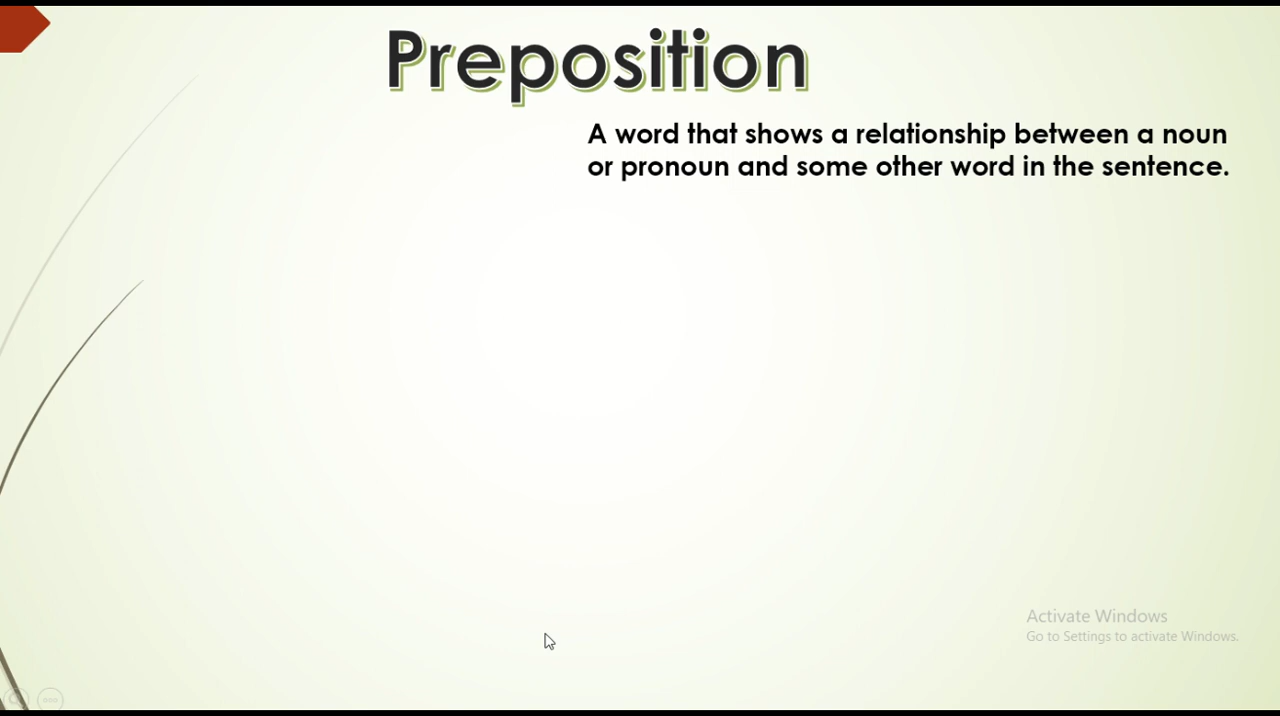 Preposition
A word that shows a relationship between a noun
or pronoun and some other word in the sentence.
Activate Windows
Go to Settings to activate Windows.